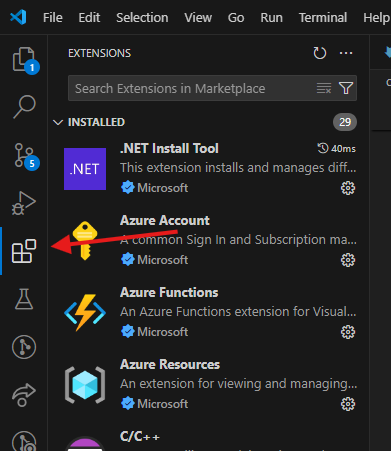 File Edit Selection View Go Run Terminal Help
EXTENSIONS
1
Search Extensions in Marketplace
INSTALLED 29
.NET
.NET Install Tool 40ms
This extension installs and manages diff...
Microsoft
5
Azure Account
A common Sign In and Subscription ma...
Microsoft
Azure Functions
An Azure Functions extension for Visual...
Microsoft
Azure Resources
An extension for viewing and managing...
Microsoft
C/C++